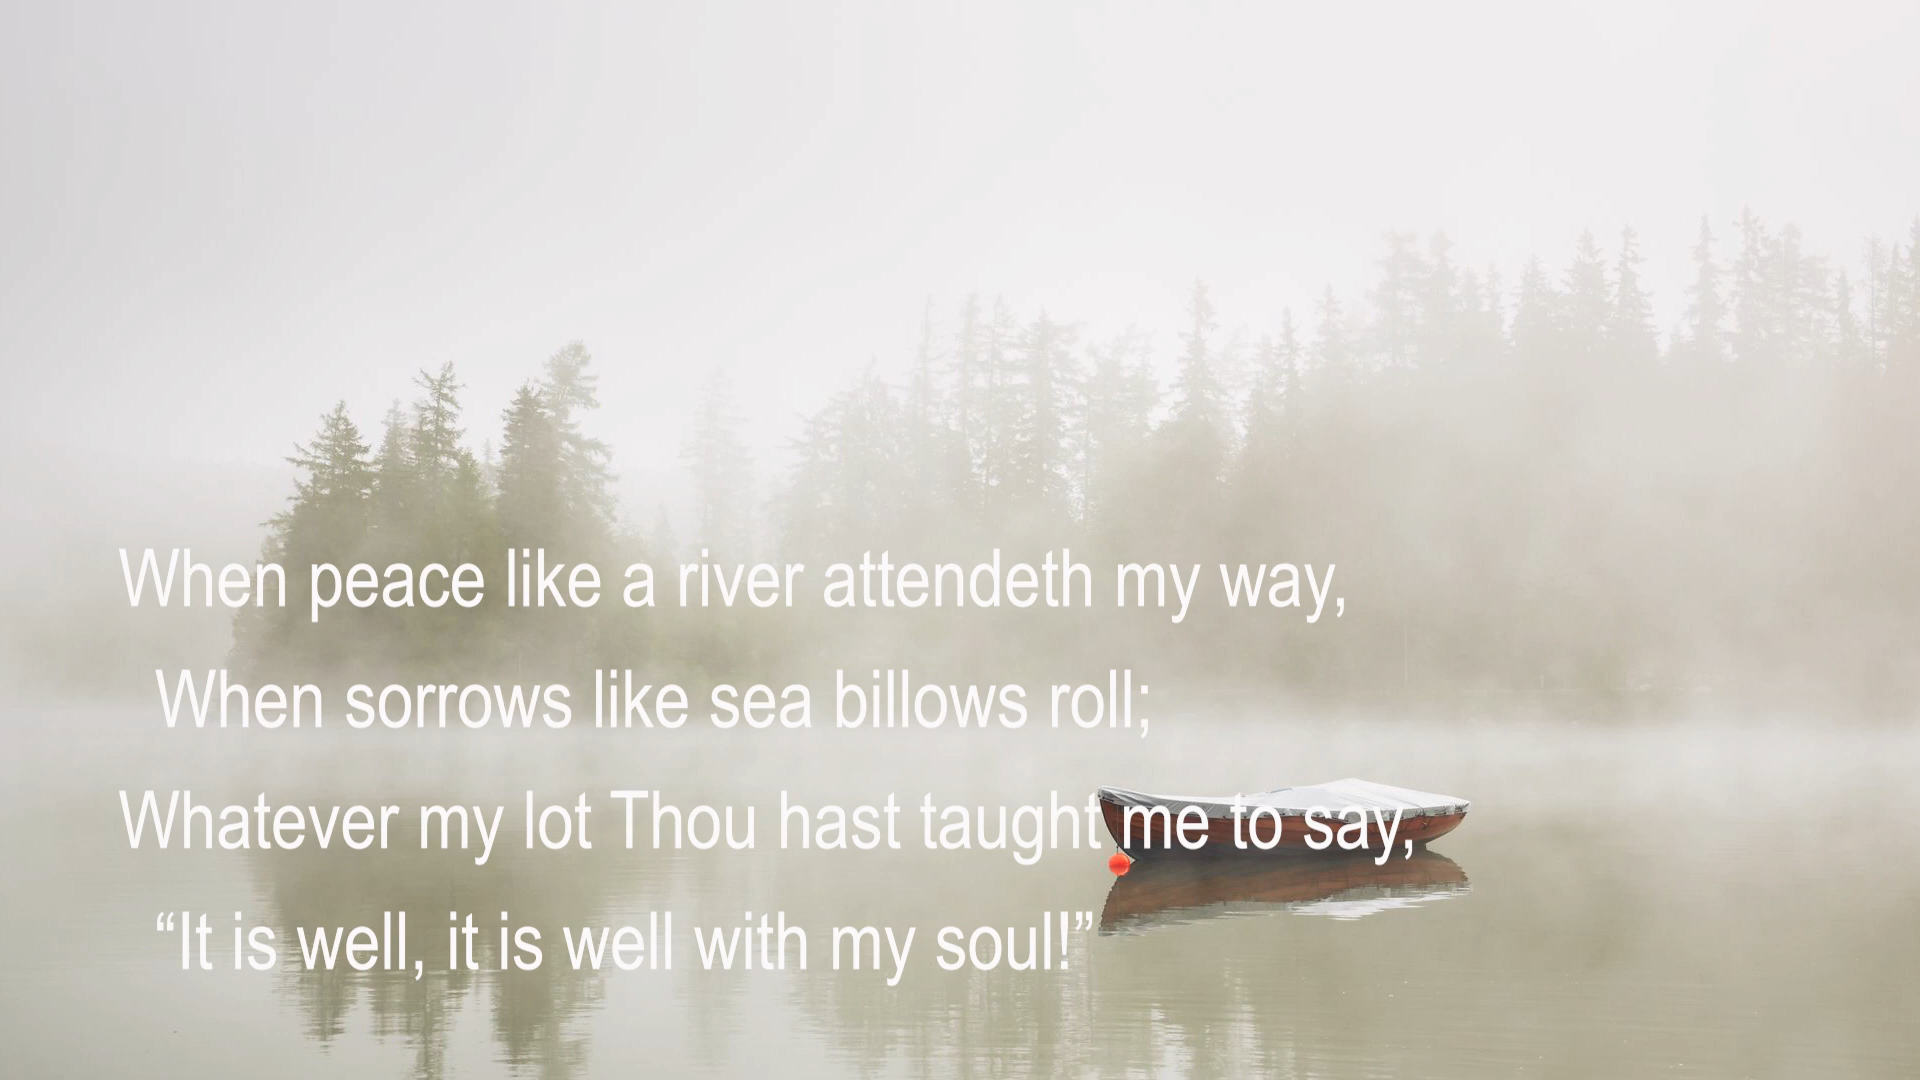 When peace like a river attendeth my way,
When sorrows like sea billows roll;
Whatever my lot Thou hast taught me to say,
“It is well, it is well with my soul!”